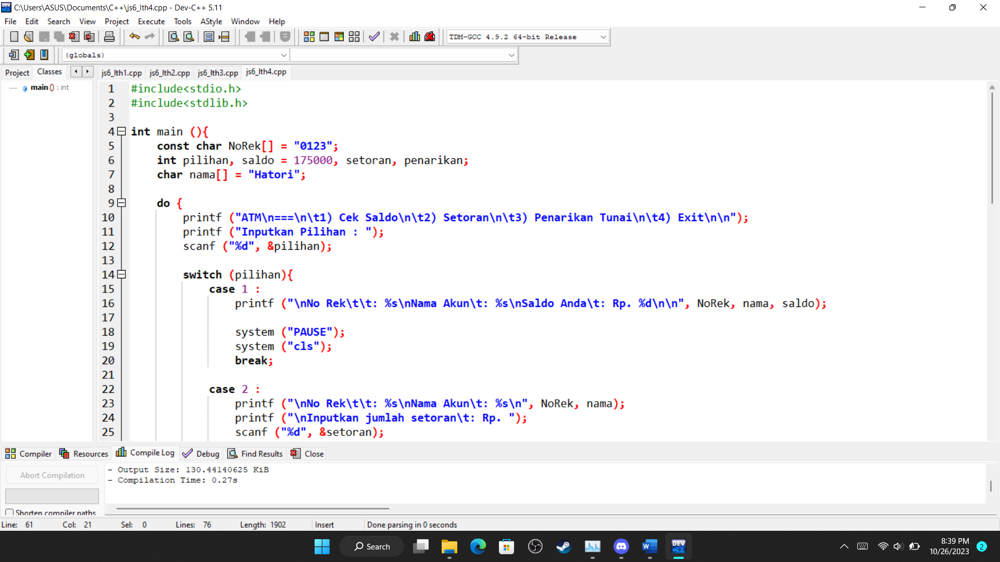 C:\Users\ASUS\Documents\C++\js6_lth4.cpp - Dev-C++ 5.11
File Edit Search View Project Execute Tools AStyle Window Help
TDM-GCC 4.9.2 64-bit Release
(globals)
Project Classes js6_lth1.cpp js6_lth2.cpp js6_lth3.cpp js6_lth4.cpp
main () : int
1 #include<stdio.h>
2 #include<stdlib.h>
3
4 int main (){
5 const char NoRek[] = "0123";
6 int pilihan, saldo = 175000, setoran, penarikan;
7 char nama[] = "Hatori";
8
9 do {
10 printf ("ATM\n===\n\t1) Cek Saldo\n\t2) Setoran\n\t3) Penarikan Tunai\n\t4) Exit\n\n");
11 printf ("Inputkan Pilihan : ");
12 scanf ("%d", &pilihan);
13
14 switch (pilihan){
15 case 1 :
16 printf ("\nNo Rek\t\t: %s\nNama Akun\t: %s\nSaldo Anda\t: Rp. %d\n\n", NoRek, nama, saldo);
17
18 system ("PAUSE");
19 system ("cls");
20 break;
21
22 case 2 :
23 printf ("\nNo Rek\t\t: %s\nNama Akun\t: %s\n", NoRek, nama);
24 printf ("\nInputkan jumlah setoran\t: Rp. ");
25 scanf ("%d", &setoran);
Compiler Resources Compile Log Debug Find Results Close
Abort Compilation
- Output Size: 130.44140625 KiB
- Compilation Time: 0.27s
Shorten compiler paths
Line: 61 Col: 21 Sel: 0 Lines: 76 Length: 1902 Insert Done parsing in 0 seconds
Search
DEV C++
8:39 PM
10/26/2023
2